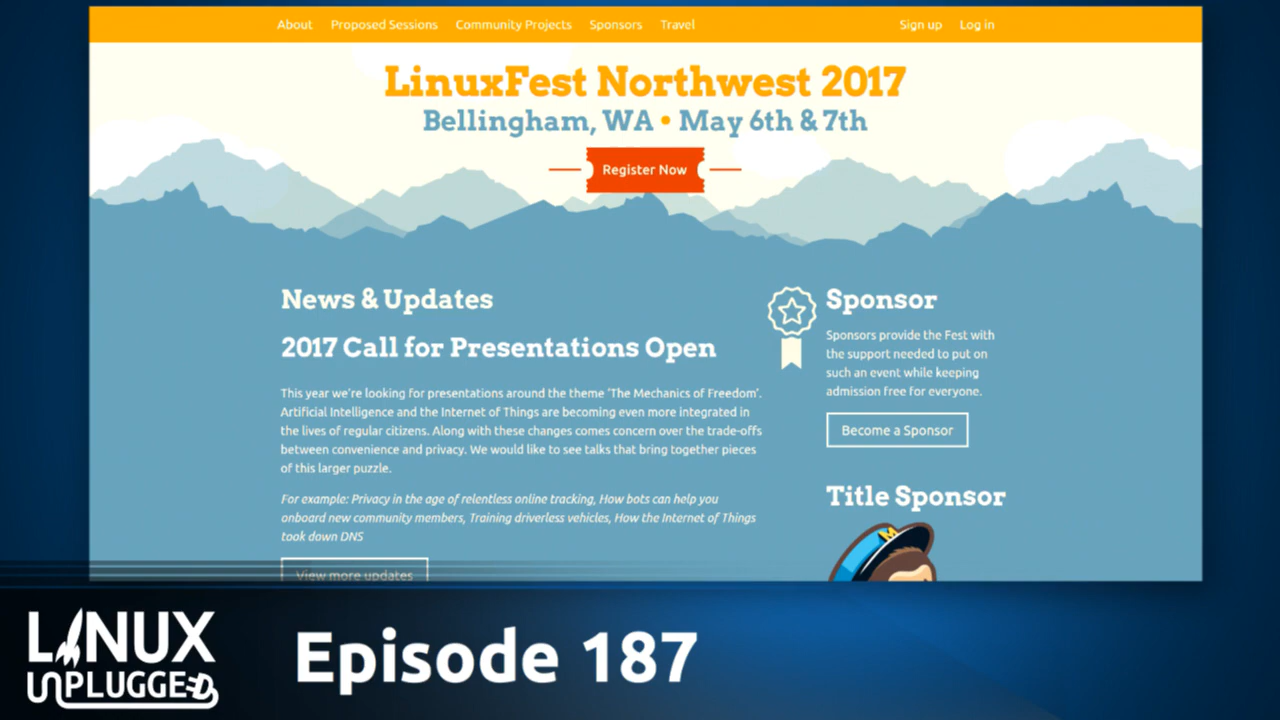 About Proposed Sessions Community Projects Sponsors Travel Sign up Log in
LinuxFest Northwest 2017
Bellingham, WA • May 6th & 7th
Register Now
News & Updates
2017 Call for Presentations Open
This year we're looking for presentations around the theme 'The Mechanics of Freedom'.
Artificial Intelligence and the Internet of Things are becoming even more integrated in
the lives of regular citizens. Along with these changes comes concern over the trade-offs
between convenience and privacy. We would like to see talks that bring together pieces
of this larger puzzle.
For example: Privacy in the age of relentless online tracking, How bots can help you
onboard new community members, Training driverless vehicles, How the Internet of Things
took down DNS
View more updates
Sponsor
Sponsors provide the Fest with
the support needed to put on
such an event while keeping
admission free for everyone.
Become a Sponsor
Title Sponsor
M
LINUX
UNPLUGGED
Episode 187